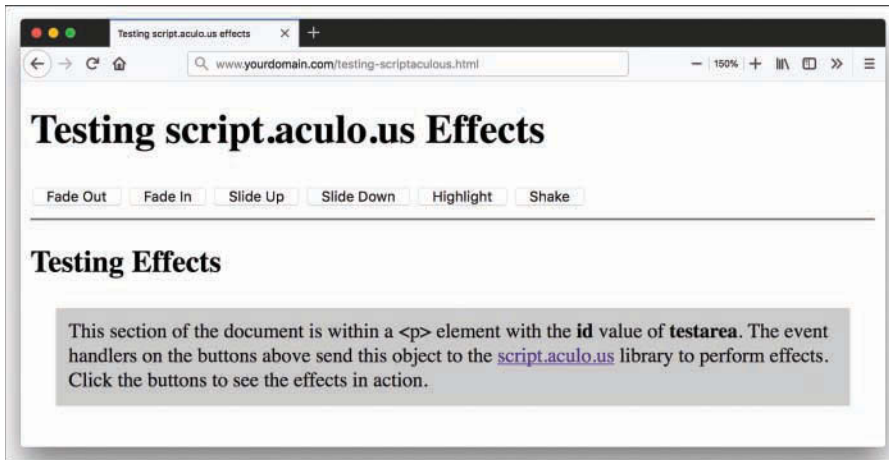 Testing script.aculo.us effects
www.yourdomain.com/testing-scriptaculous.html
150%
Testing script.aculo.us Effects
Fade Out Fade In Slide Up Slide Down Highlight Shake
Testing Effects
This section of the document is within a <p> element with the id value of testarea. The event
handlers on the buttons above send this object to the script.aculo.us library to perform effects.
Click the buttons to see the effects in action.